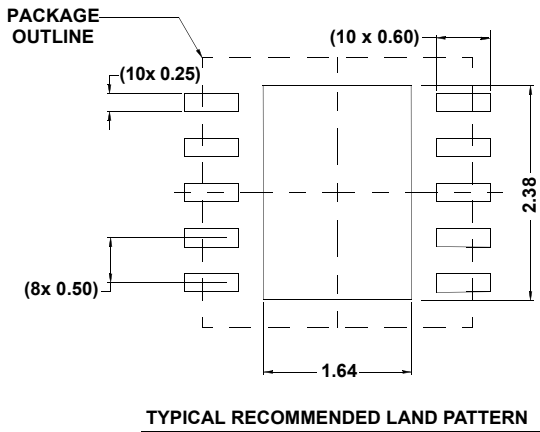 PACKAGE
OUTLINE
(10 x 0.60)
(10x 0.25)
2.38
(8x 0.50)
1.64
TYPICAL RECOMMENDED LAND PATTERN